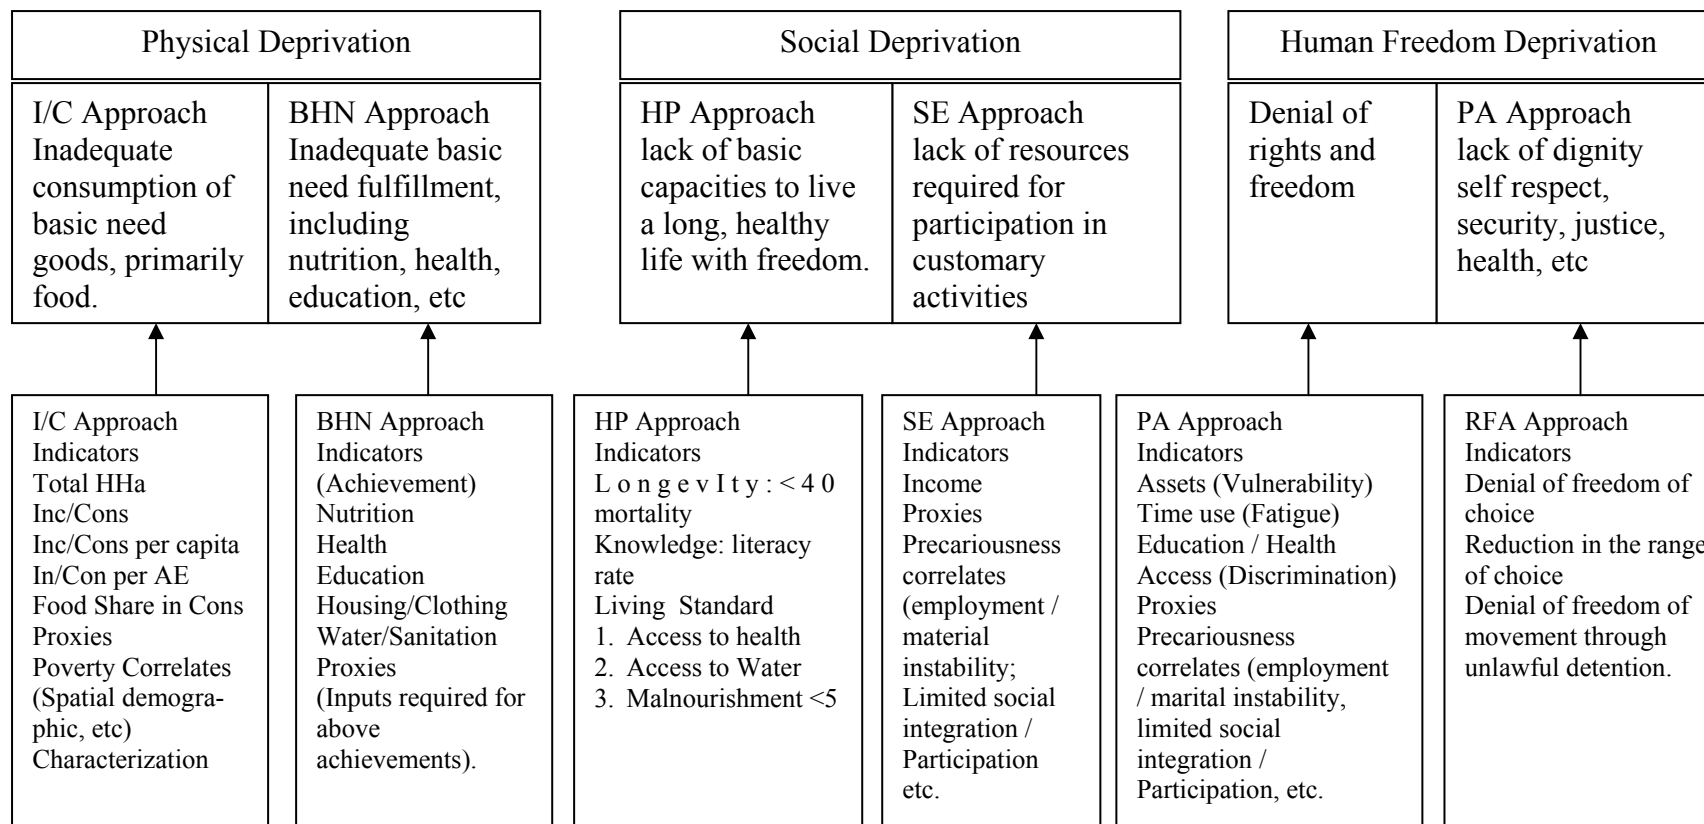 Physical Deprivation
I/C Approach
Inadequate
consumption of
basic need
goods, primarily
food.
BHN Approach
Inadequate basic
need fulfillment,
including
nutrition, health,
education, etc
Social Deprivation
HP Approach
lack of basic
capacities to live
a long, healthy
life with freedom.
SE Approach
lack of resources
required for
participation in
customary
activities
Human Freedom Deprivation
Denial of
rights and
freedom
PA Approach
lack of dignity
self respect,
security, justice,
health, etc
I/C Approach
Indicators
Total HHa
Inc/Cons
Inc/Cons per capita
In/Con per AE
Food Share in Cons
Proxies
Poverty Correlates
(Spatial demogra-
phic, etc)
Characterization
BHN Approach
Indicators
(Achievement)
Nutrition
Health
Education
Housing/Clothing
Water/Sanitation
Proxies
(Inputs required for
above
achievements).
HP Approach
Indicators
L o n g e v I t y : < 4 0
mortality
Knowledge: literacy
rate
Living Standard
1. Access to health
2. Access to Water
3. Malnourishment <5
SE Approach
Indicators
Income
Proxies
Precariousness
correlates
(employment /
material
instability;
Limited social
integration /
Participation
etc.
PA Approach
Indicators
Assets (Vulnerability)
Time use (Fatigue)
Education / Health
Access (Discrimination)
Proxies
Precariousness
correlates (employment
/ marital instability,
limited social
integration /
Participation, etc.
RFA Approach
Indicators
Denial of freedom of
choice
Reduction in the range
of choice
Denial of freedom of
movement through
unlawful detention.